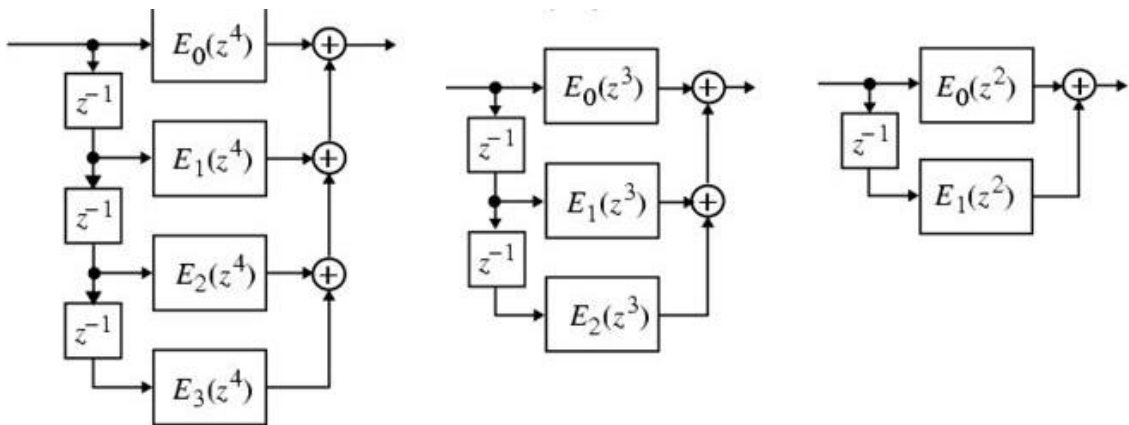 E₀(z⁴)
z⁻¹
E₁(z⁴)
z⁻¹
E₂(z⁴)
z⁻¹
E₃(z⁴)
E₀(z³)
z⁻¹
E₁(z³)
z⁻¹
E₂(z³)
E₀(z²)
z⁻¹
E₁(z²)